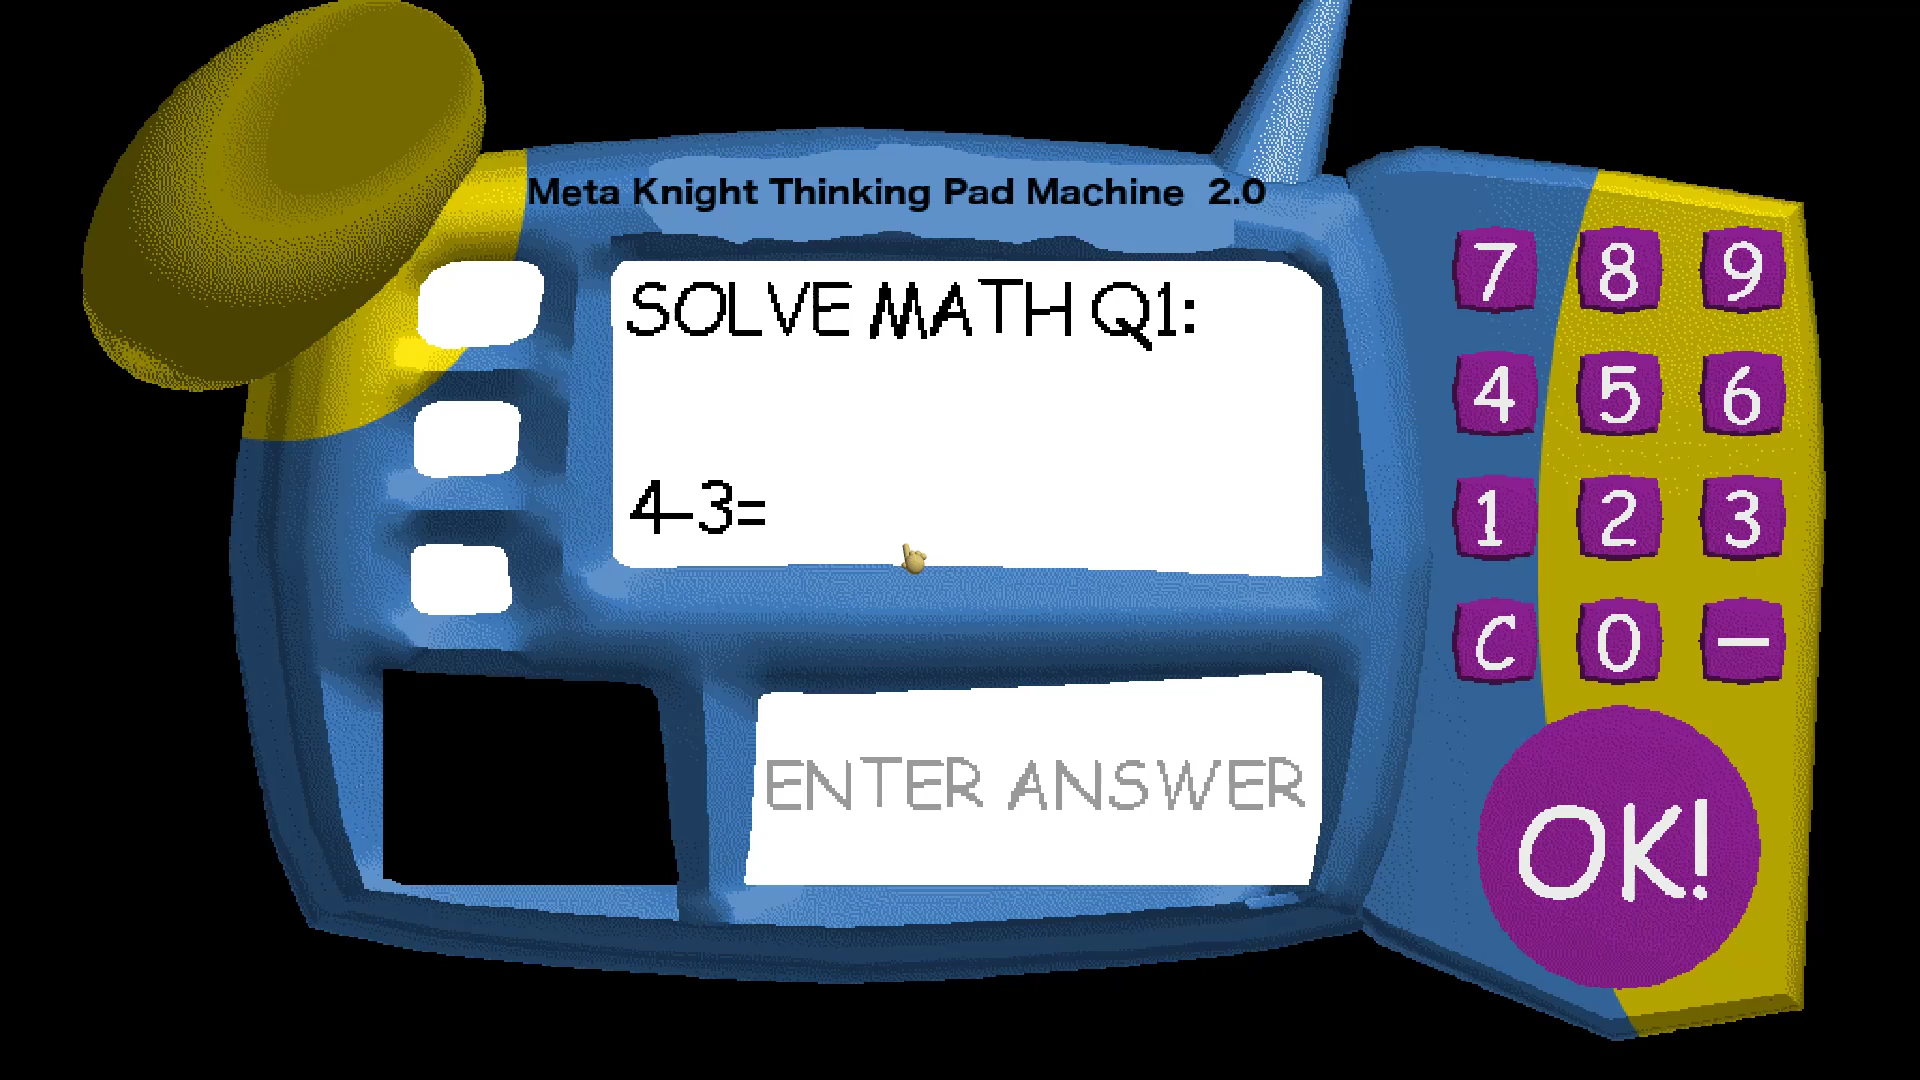 Meta Knight Thinking Pad Machine 2.0
SOLVE MATH Q1:
4-3=
ENTER ANSWER
7 8 9
4 5 6
1 2 3
C 0 -
OK!